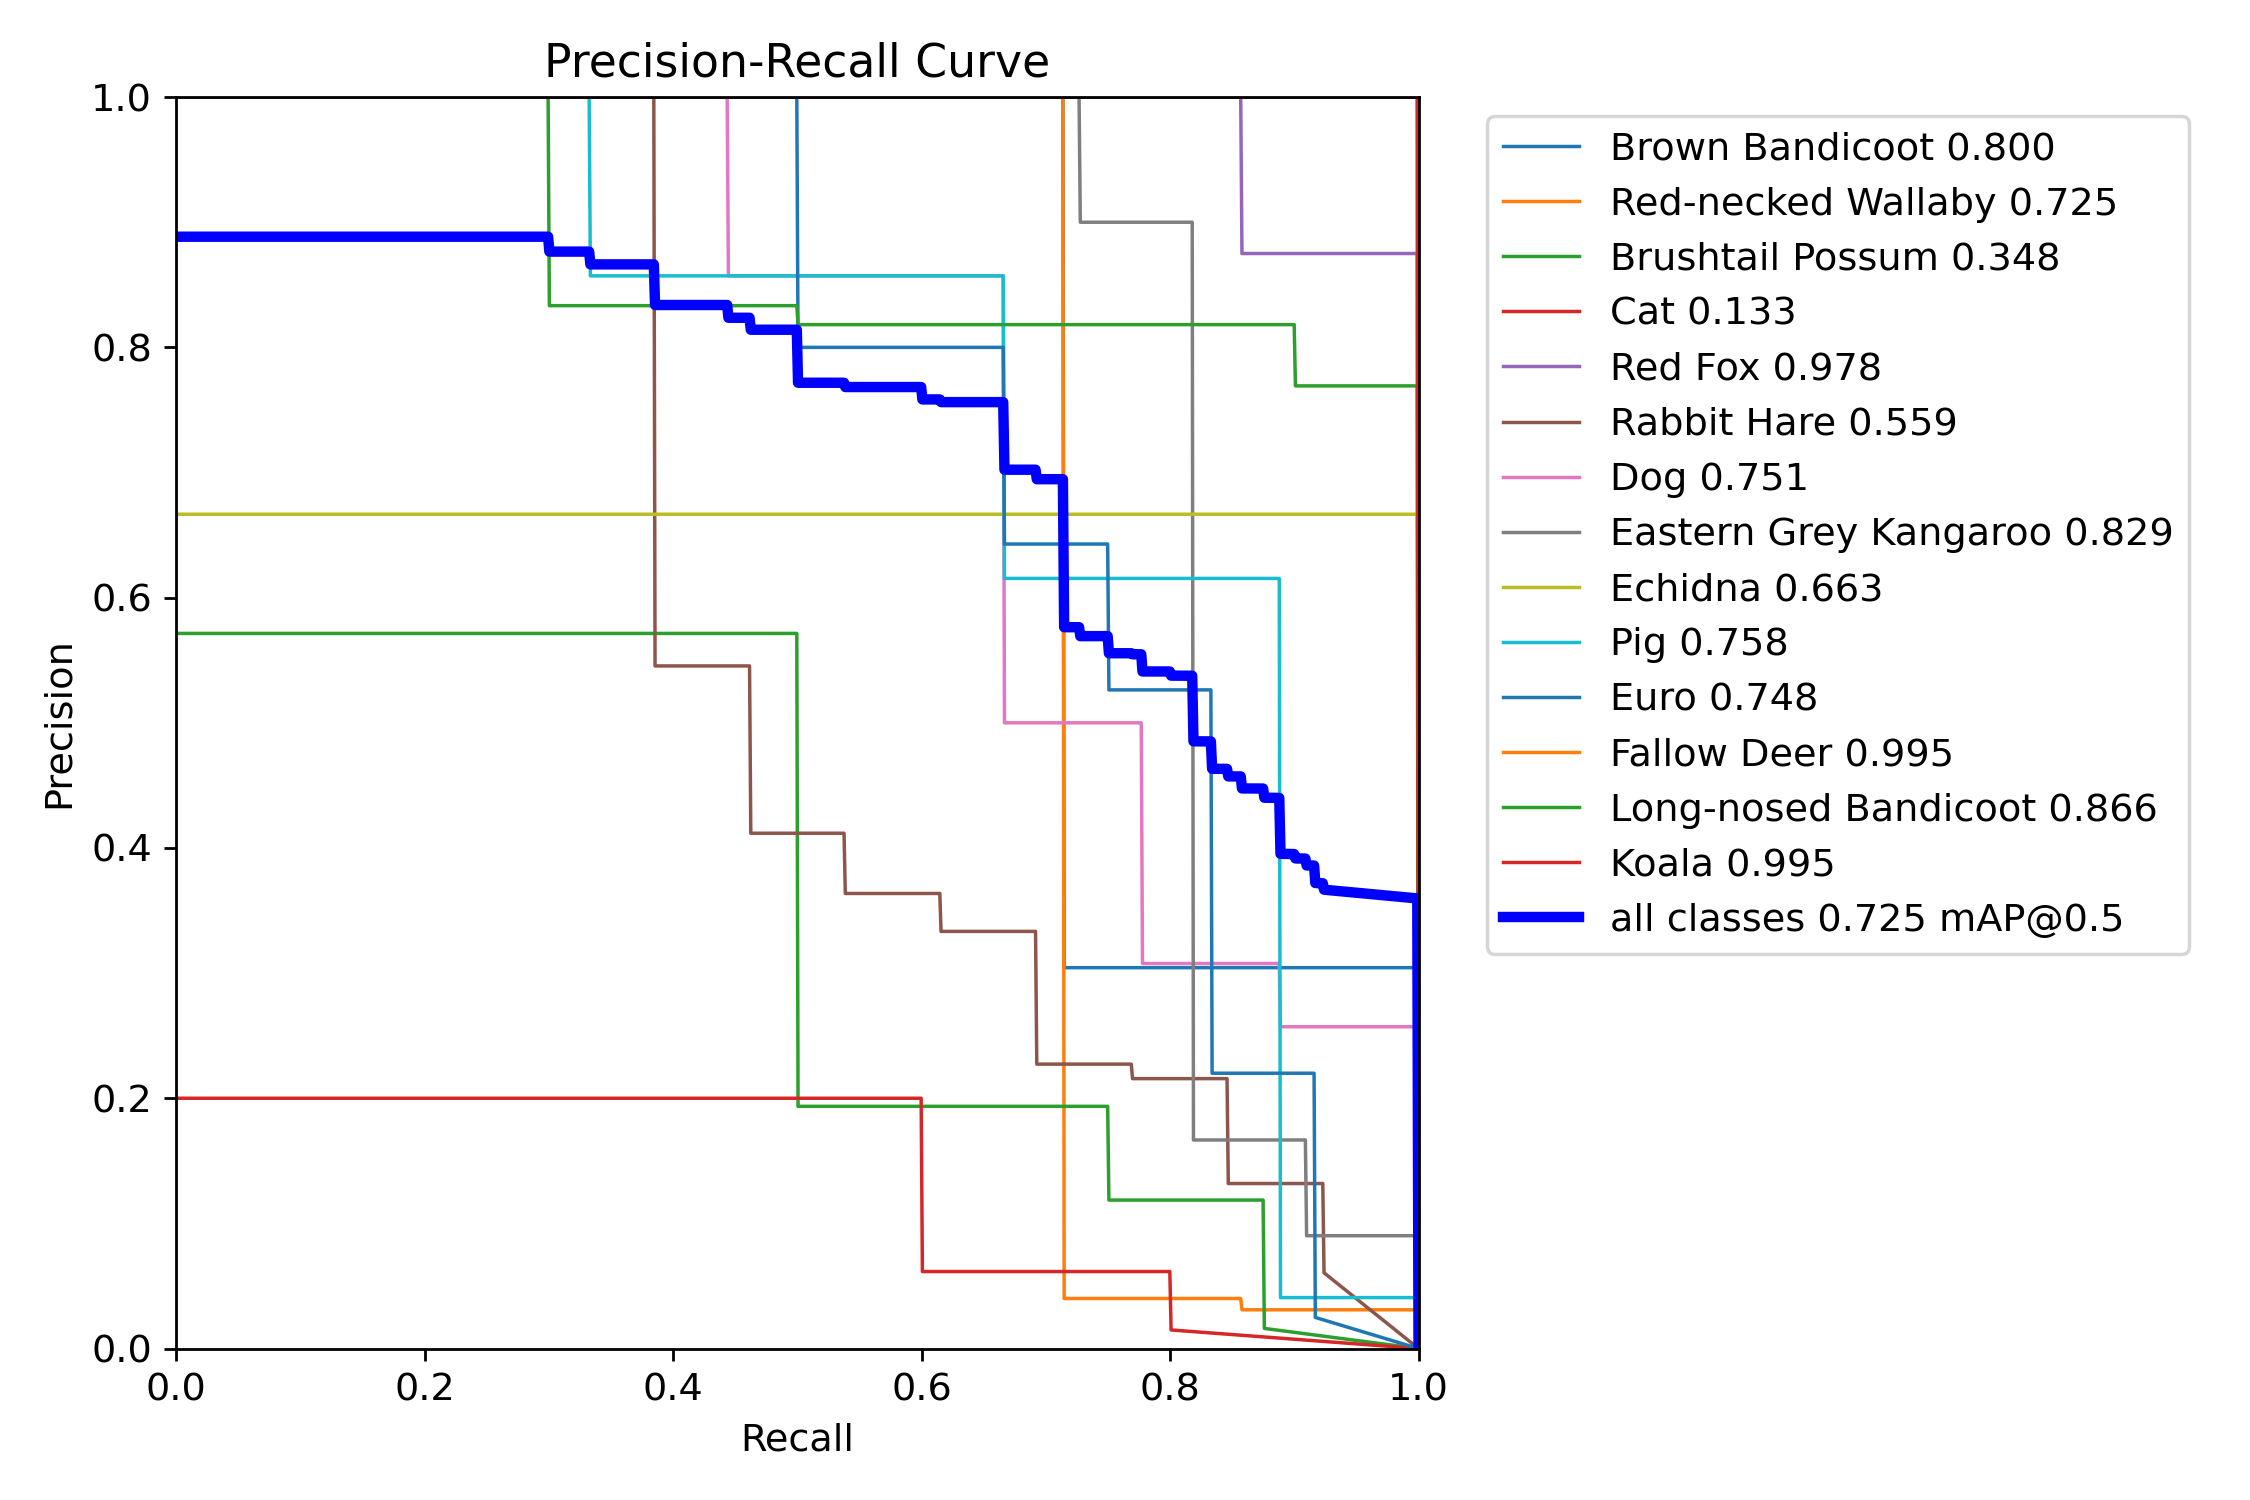 Precision-Recall Curve
1.0
0.8
0.6
0.4
0.2
0.0
Precision
0.0 0.2 0.4 0.6 0.8 1.0
Recall
Brown Bandicoot 0.800
Red-necked Wallaby 0.725
Brushtail Possum 0.348
Cat 0.133
Red Fox 0.978
Rabbit Hare 0.559
Dog 0.751
Eastern Grey Kangaroo 0.829
Echidna 0.663
Pig 0.758
Euro 0.748
Fallow Deer 0.995
Long-nosed Bandicoot 0.866
Koala 0.995
all classes 0.725 mAP@0.5